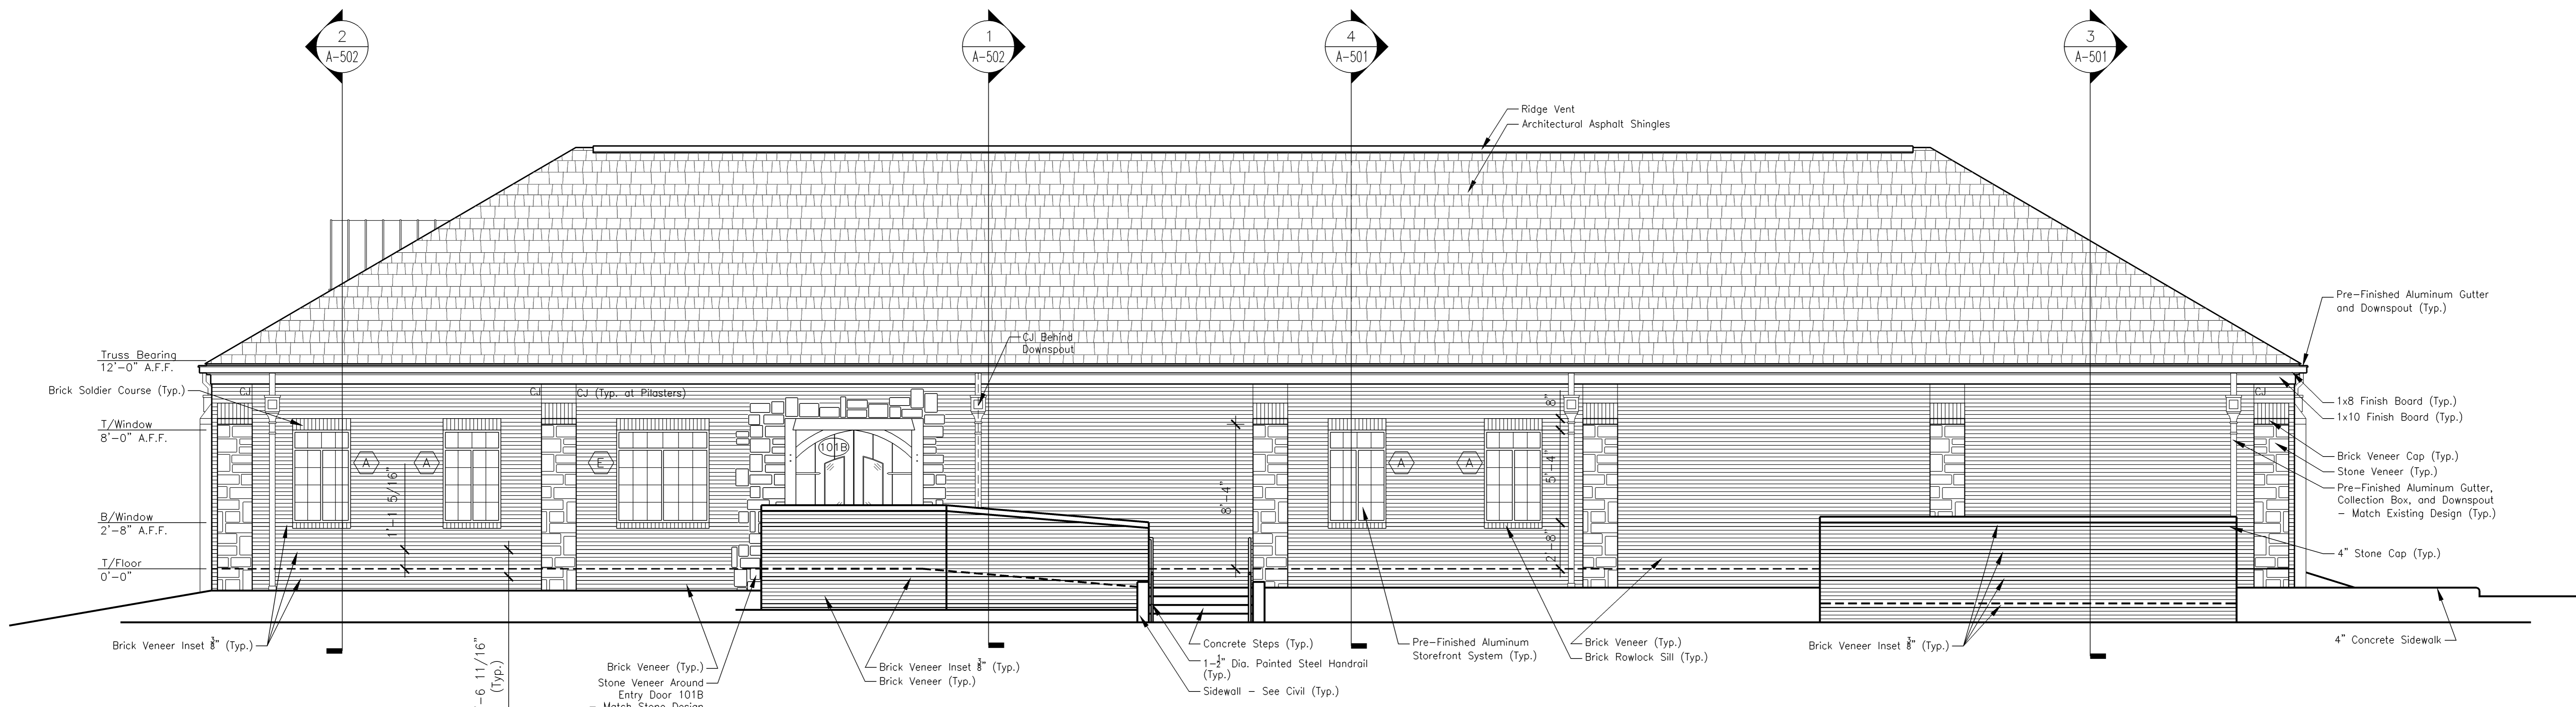 2
A-502
1
A-502
4
A-501
3
A-501
Ridge Vent
Architectural Asphalt Shingles
Pre-Finished Aluminum Gutter
and Downspout (Typ.)
CJ Behind
Downspout
Truss Bearing
12'-0" A.F.F.
Brick Soldier Course (Typ.)
CJ
CJ
CJ (Typ. at Pilasters)
CJ
8"
1x8 Finish Board (Typ.)
1x10 Finish Board (Typ.)
T/Window
8'-0" A.F.F.
101B
A
A
E
A
A
Brick Veneer Cap (Typ.)
Stone Veneer (Typ.)
Pre-Finished Aluminum Gutter,
Collection Box, and Downspout
- Match Existing Design (Typ.)
1'-1 5/16"
8'-4"
5'-4"
2'-8"
B/Window
2'-8" A.F.F.
4" Stone Cap (Typ.)
T/Floor
0'-0"
Brick Veneer Inset 3/8" (Typ.)
-6 11/16"
(Typ.)
Brick Veneer (Typ.)
Stone Veneer Around
Entry Door 101B
- Match Stone Design
Brick Veneer Inset 3/8" (Typ.)
Brick Veneer (Typ.)
Concrete Steps (Typ.)
1-1/2" Dia. Painted Steel Handrail
(Typ.)
Sidewall - See Civil (Typ.)
Pre-Finished Aluminum
Storefront System (Typ.)
Brick Veneer (Typ.)
Brick Rowlock Sill (Typ.)
Brick Veneer Inset 3/8" (Typ.)
4" Concrete Sidewalk